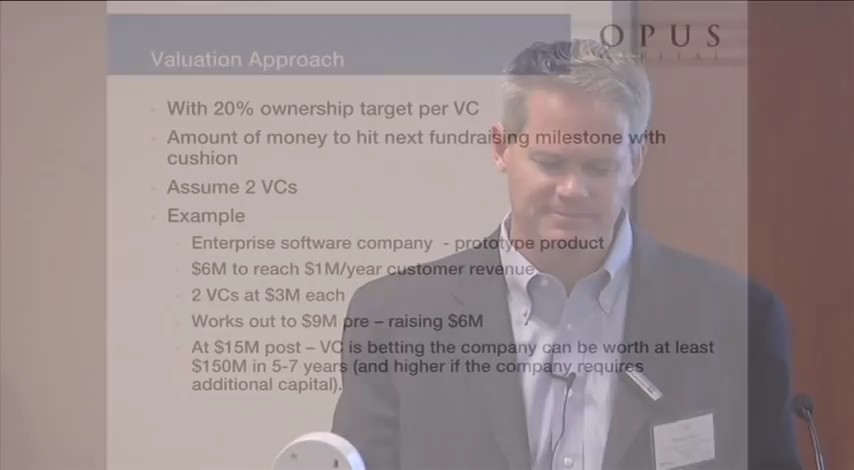 OPUS
Valuation Approach
With 20% ownership target per VC
Amount of money to hit next fundraising milestone with
cushion
Assume 2 VCs
Example
Enterprise software company - prototype product
$6M to reach $1M/year customer revenue
2 VCs at $3M each
Works out to $9M pre – raising $6M
At $15M post – VC is betting the company can be worth at least
$150M in 5-7 years (and higher if the company requires
additional capital).